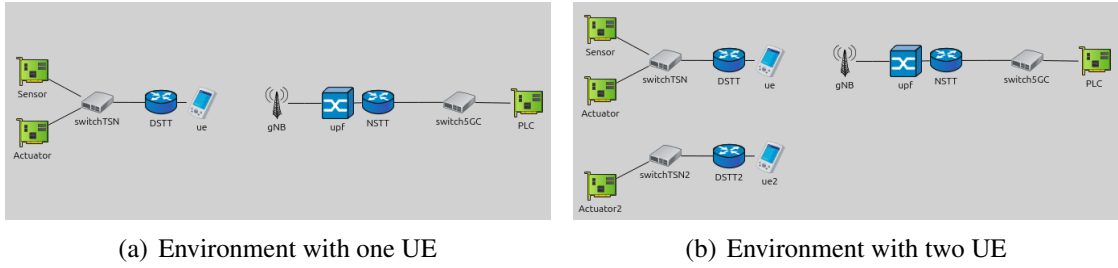 Sensor
switchTSN
DSTT
ue
Actuator
gNB
upf
NSTT
switch5GC
PLC
(a) Environment with one UE
Sensor
switchTSN
DSTT
ue
Actuator
gNB
upf
NSTT
switch5GC
PLC
switchTSN2
DSTT2
ue2
Actuator2
(b) Environment with two UE